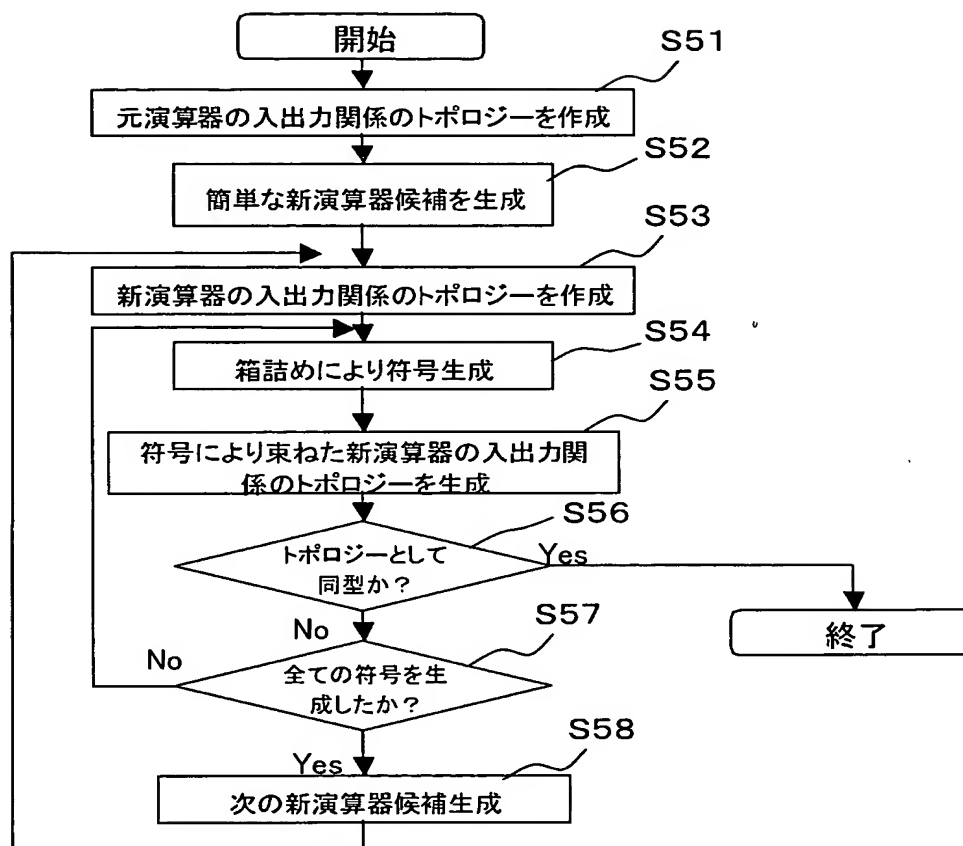 開始
S51
元演算器の入出力関係のトポロジーを作成
S52
簡単な新演算器候補を生成
S53
新演算器の入出力関係のトポロジーを作成
S54
箱詰めにより符号生成
S55
符号により束ねた新演算器の入出力関
係のトポロジーを生成
S56
トポロジーとして
同型か?
Yes
終了
No
S57
全ての符号を生
成したか?
No
Yes
S58
次の新演算器候補生成